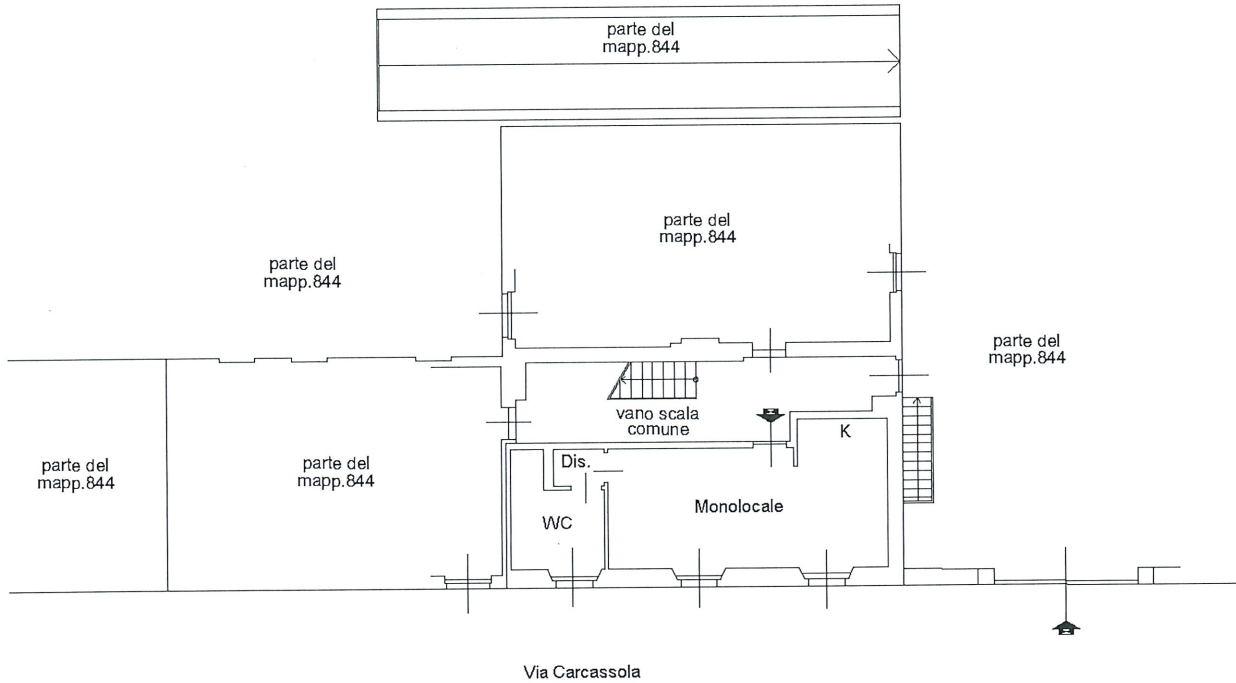 parte del
mapp.844
parte del
mapp.844
parte del
mapp.844
parte del
mapp.844
vano scala
comune
K
Dis.
parte del
mapp.844
parte del
mapp.844
Monolocale
WC
Via Carcassola